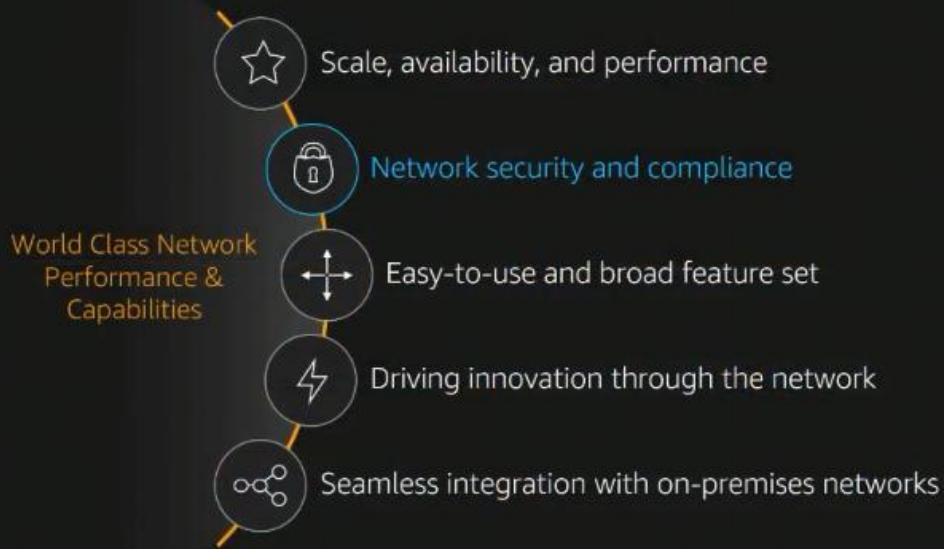 Scale, availability, and performance
Network security and compliance
World Class Network
Performance &
Capabilities
Easy-to-use and broad feature set
Driving innovation through the network
Seamless integration with on-premises networks